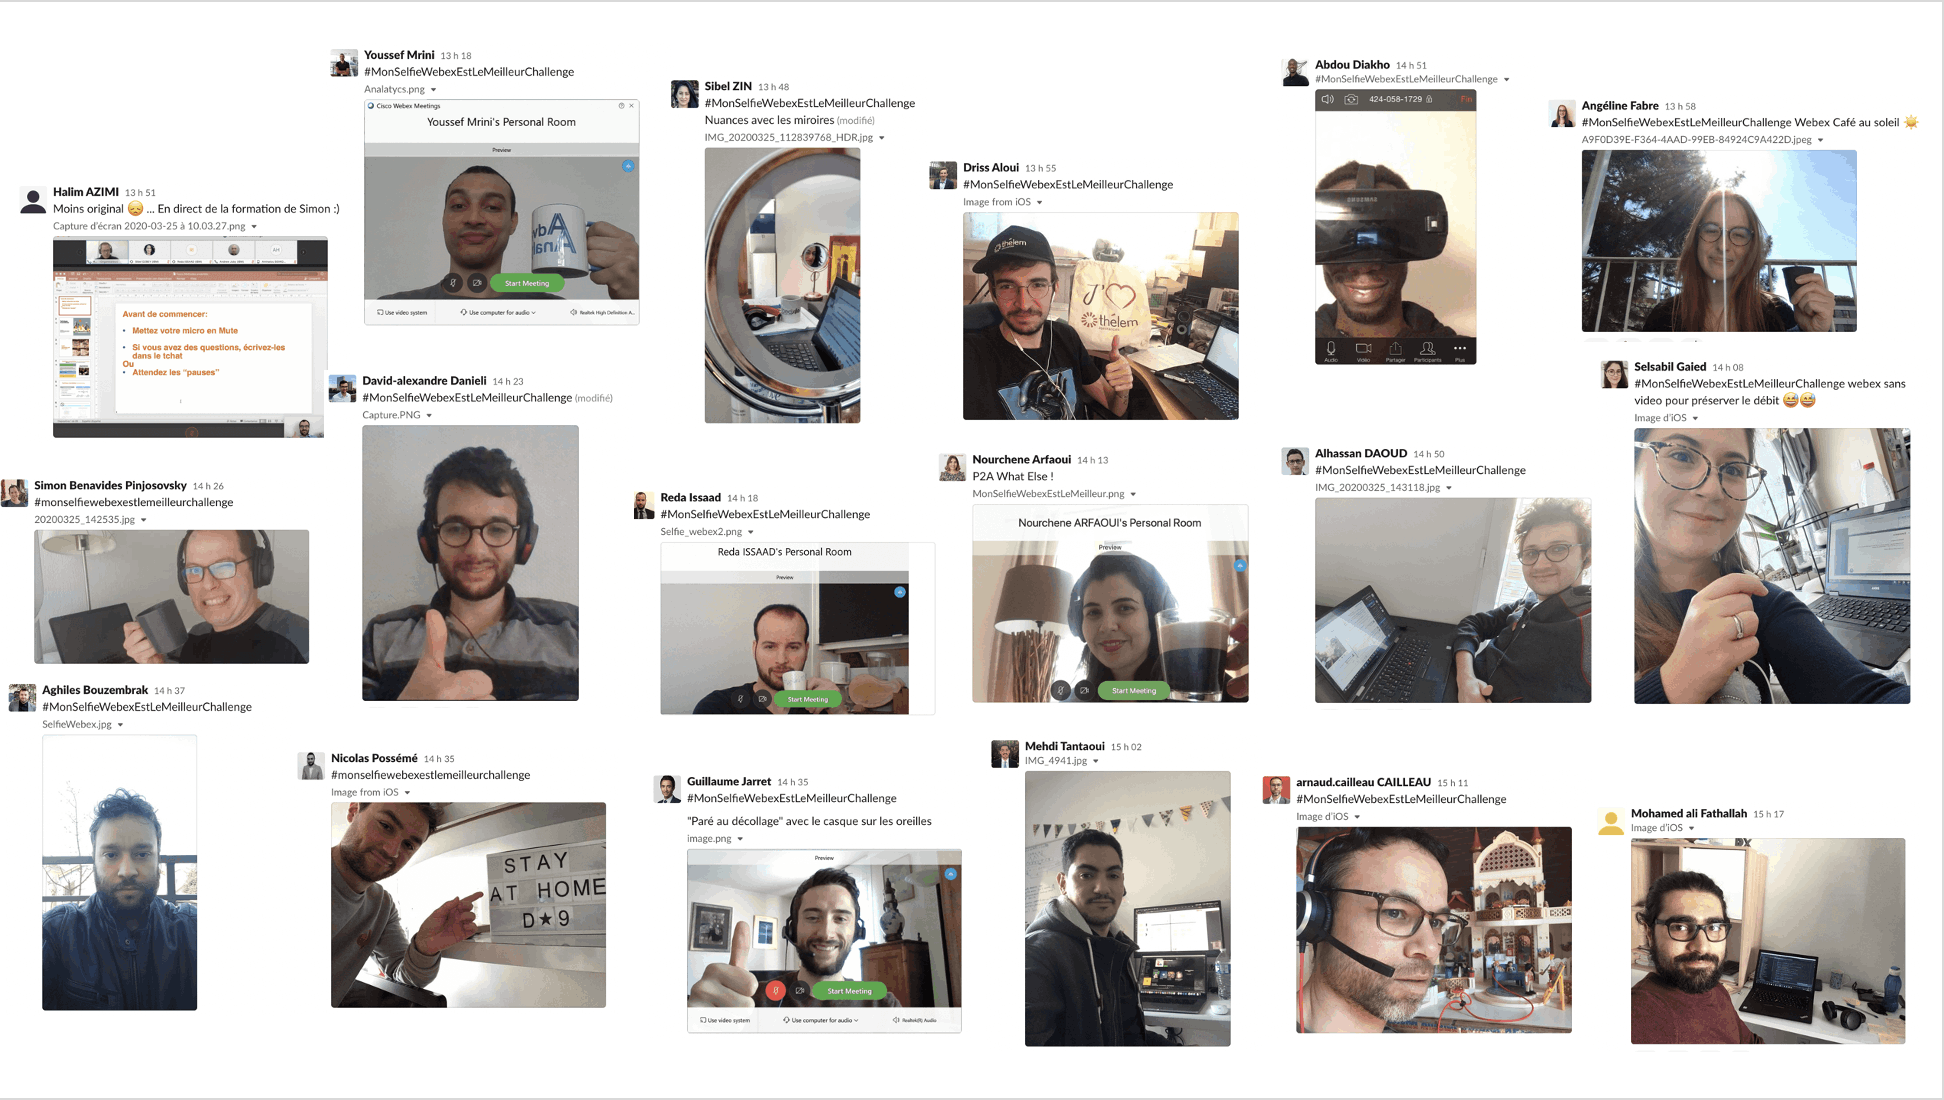 Youssef Mrini 13 h 18
#MonSelfieWebexEstLeMeilleurChallenge
Analatycs.png
Cisco Webex Meetings
Youssef Mrini's Personal Room
Preview
Start Meeting
Use video system
Use computer for audio
Realtek High Definition A...
Sibel ZIN 13 h 48
#MonSelfieWebexEstLeMeilleurChallenge
Nuances avec les miroires (modifié)
IMG_20200325_112839768_HDR.jpg
Driss Aloui 13 h 55
#MonSelfieWebexEstLeMeilleurChallenge
Image from iOS
thélem
J'
thélem
Abdou Diakho 14 h 51
#MonSelfieWebexEstLeMeilleurChallenge
424-058-1729
Fin
SAMSUNG
Audio
Vidéo
Partager
Participants
Plus
Angéline Fabre 13 h 58
#MonSelfieWebexEstLeMeilleurChallenge Webex Café au soleil
A9F0D39E-F364-4AAD-99EB-84924C9A422D.jpeg
Halim AZIMI 13 h 51
Moins original 😞 ... En direct de la formation de Simon :)
Capture d'écran 2020-03-25 à 10.03.27.png
AH
Avant de commencer:
• Mettez votre micro en Mute
• Si vous avez des questions, écrivez-les
dans le tchat
Ou
• Attendez les "pauses"
David-alexandre Danieli 14 h 23
#MonSelfieWebexEstLeMeilleurChallenge (modifié)
Capture.PNG
Selsabil Gaied 14 h 08
#MonSelfieWebexEstLeMeilleurChallenge webex sans
video pour préserver le débit 😅😅
Image d'iOS
Simon Benavides Pinjosovsky 14 h 26
#monselfiewebexestlemeilleurchallenge
20200325_142535.jpg
Reda Issaad 14 h 18
#MonSelfieWebexEstLeMeilleurChallenge
Selfie_webex2.png
Reda ISSAAD's Personal Room
Preview
Start Meeting
Nourchene Arfaoui 14 h 13
P2A What Else !
MonSelfieWebexEstLeMeilleur.png
Nourchene ARFAOUI's Personal Room
Preview
Start Meeting
Alhassan DAOUD 14 h 50
#MonSelfieWebexEstLeMeilleurChallenge
IMG_20200325_143118.jpg
Aghiles Bouzembrak 14 h 37
#MonSelfieWebexEstLeMeilleurChallenge
SelfieWebex.jpg
Nicolas Possémé 14 h 35
#monselfiewebexestlemeilleurchallenge
Image from iOS
STAY
AT HOME
D★9
Guillaume Jarret 14 h 35
#MonSelfieWebexEstLeMeilleurChallenge
"Paré au décollage" avec le casque sur les oreilles
image.png
Preview
Start Meeting
Use video system
Use computer for audio
Realtek(R) Audio
Mehdi Tantaoui 15 h 02
IMG_4941.jpg
arnaud.cailleau CAILLEAU 15 h 11
#MonSelfieWebexEstLeMeilleurChallenge
Image d'iOS
Mohamed ali Fathallah 15 h 17
Image d'iOS